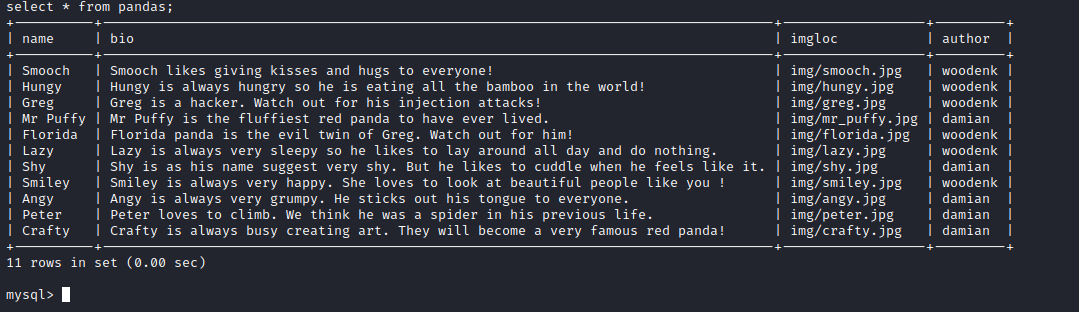 select * from pandas;
+----------+------------------------------------------------------------------------------------+------------------+---------+
| name     | bio                                                                                | imgloc           | author  |
+----------+------------------------------------------------------------------------------------+------------------+---------+
| Smooch   | Smooch likes giving kisses and hugs to everyone!                                   | img/smooch.jpg   | woodenk |
| Hungy    | Hungy is always hungry so he is eating all the bamboo in the world!                | img/hungy.jpg    | woodenk |
| Greg     | Greg is a hacker. Watch out for his injection attacks!                             | img/greg.jpg     | woodenk |
| Mr Puffy | Mr Puffy is the fluffiest red panda to have ever lived.                            | img/mr_puffy.jpg | damian  |
| Florida  | Florida panda is the evil twin of Greg. Watch out for him!                         | img/florida.jpg  | woodenk |
| Lazy     | Lazy is always very sleepy so he likes to lay around all day and do nothing.       | img/lazy.jpg     | woodenk |
| Shy      | Shy is as his name suggest very shy. But he likes to cuddle when he feels like it. | img/shy.jpg      | damian  |
| Smiley   | Smiley is always very happy. She loves to look at beautiful people like you !      | img/smiley.jpg   | woodenk |
| Angy     | Angy is always very grumpy. He sticks out his tongue to everyone.                  | img/angy.jpg     | damian  |
| Peter    | Peter loves to climb. We think he was a spider in his previous life.               | img/peter.jpg    | damian  |
| Crafty   | Crafty is always busy creating art. They will become a very famous red panda!      | img/crafty.jpg   | damian  |
+----------+------------------------------------------------------------------------------------+------------------+---------+
11 rows in set (0.00 sec)
mysql>